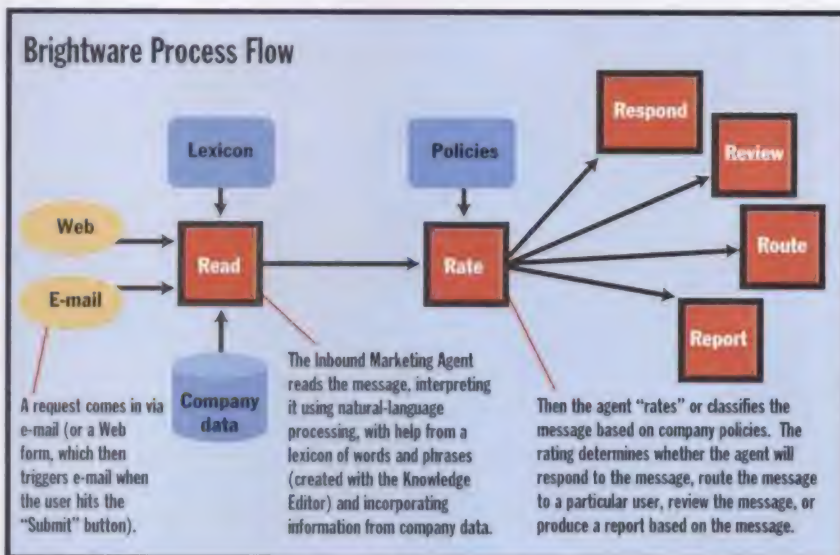 Brightware Process Flow
Respond
Lexicon
Policies
Review
Web
Read
Rate
Route
E-mail
Report
Company
data
A request comes in via
e-mail (or a Web
form, which then
triggers e-mail when
the user hits the
"Submit" button).
The Inbound Marketing Agent
reads the message, interpreting
it using natural-language
processing, with help from a
lexicon of words and phrases
(created with the Knowledge
Editor) and incorporating
information from company data.
Then the agent "rates" or classifies the
message based on company policies. The
rating determines whether the agent will
respond to the message, route the message
to a particular user, review the message, or
produce a report based on the message.